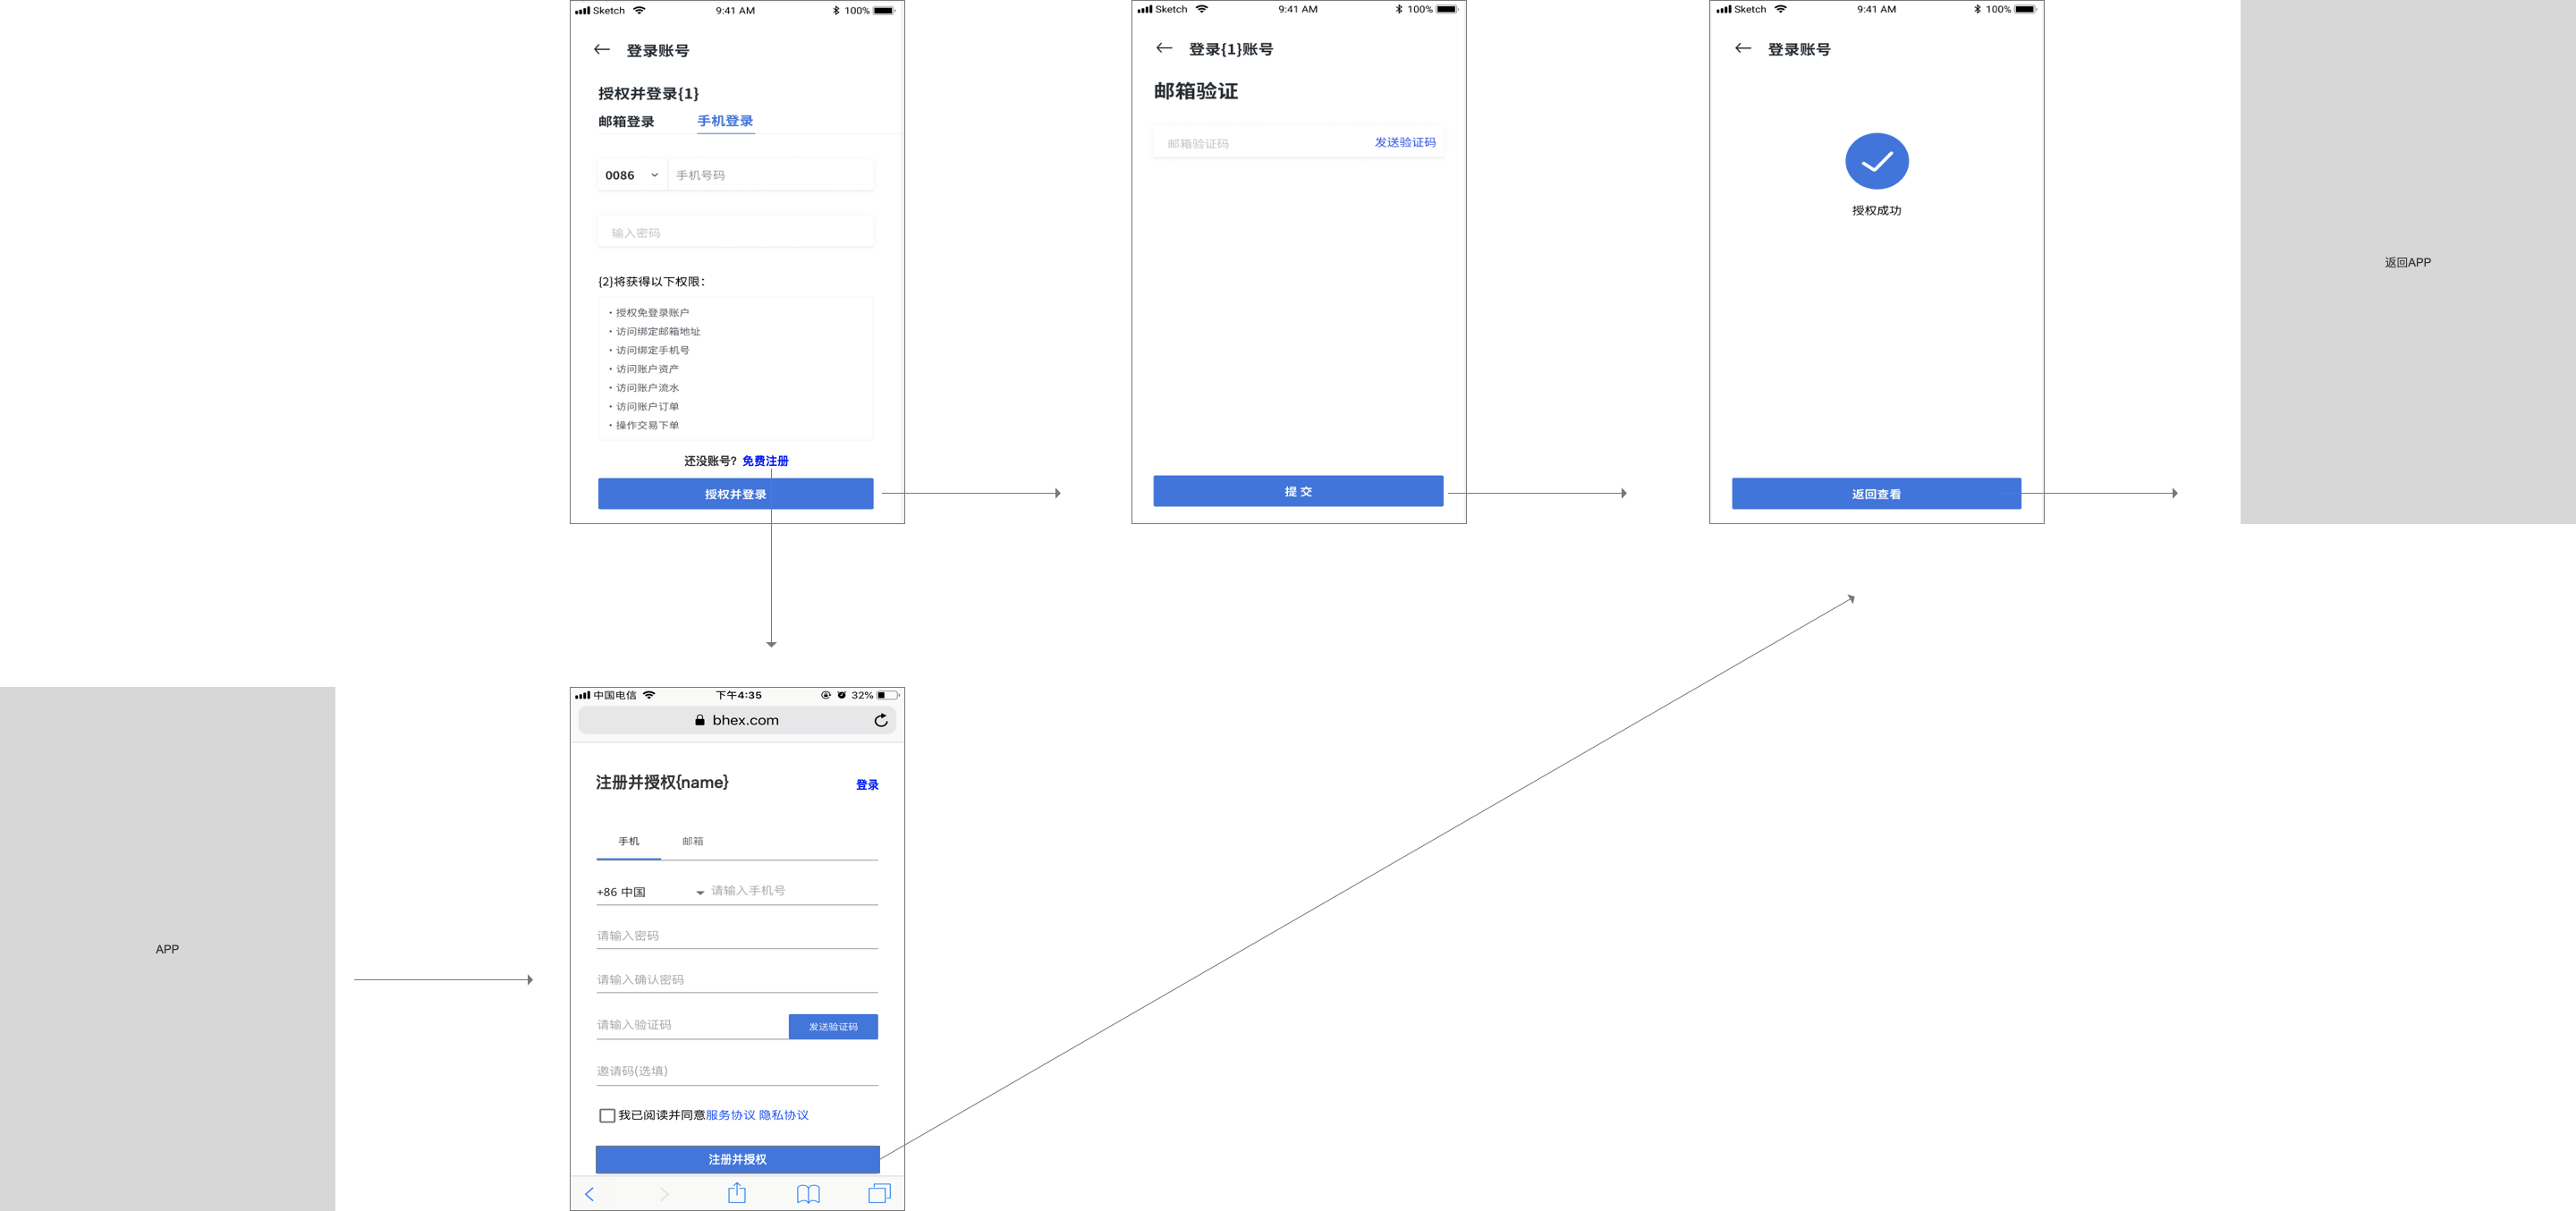 Sketch 9:41 AM 100%
登录账号
授权并登录{1}
邮箱登录 手机登录
0086 手机号码
输入密码
{2}将获得以下权限：
・授权免登录账户
・访问绑定邮箱地址
・访问绑定手机号
・访问账户资产
・访问账户流水
・访问账户订单
・操作交易下单
还没账号？ 免费注册
授权并登录
Sketch 9:41 AM 100%
登录{1}账号
邮箱验证
邮箱验证码 发送验证码
提 交
Sketch 9:41 AM 100%
登录账号
授权成功
返回查看
返回APP
APP
中国电信 下午4:35 32%
bhex.com
注册并授权{name} 登录
手机 邮箱
+86 中国 请输入手机号
请输入密码
请输入确认密码
请输入验证码 发送验证码
邀请码(选填)
我已阅读并同意服务协议 隐私协议
注册并授权